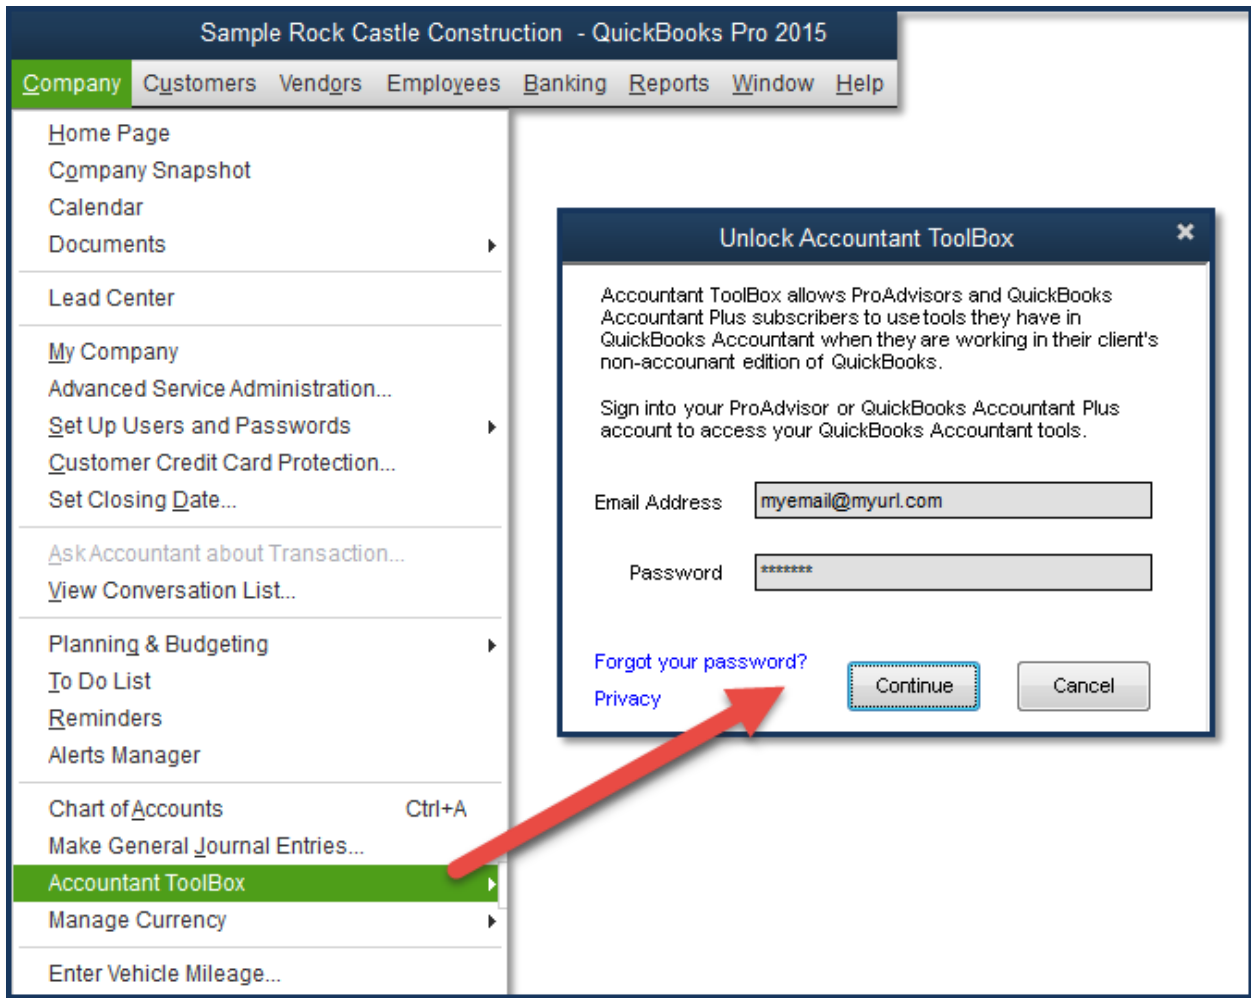 Sample Rock Castle Construction - QuickBooks Pro 2015
Company Customers Vendors Employees Banking Reports Window Help
Home Page
Company Snapshot
Calendar
Documents
Lead Center
My Company
Advanced Service Administration...
Set Up Users and Passwords
Customer Credit Card Protection...
Set Closing Date...
Ask Accountant about Transaction...
View Conversation List...
Planning & Budgeting
To Do List
Reminders
Alerts Manager
Chart of Accounts Ctrl+A
Make General Journal Entries...
Accountant ToolBox
Manage Currency
Enter Vehicle Mileage...
Unlock Accountant ToolBox
Accountant ToolBox allows ProAdvisors and QuickBooks
Accountant Plus subscribers to use tools they have in
QuickBooks Accountant when they are working in their client's
non-accounant edition of QuickBooks.
Sign into your ProAdvisor or QuickBooks Accountant Plus
account to access your QuickBooks Accountant tools.
Email Address myemail@myurl.com
Password *******
Forgot your password?
Privacy
Continue Cancel